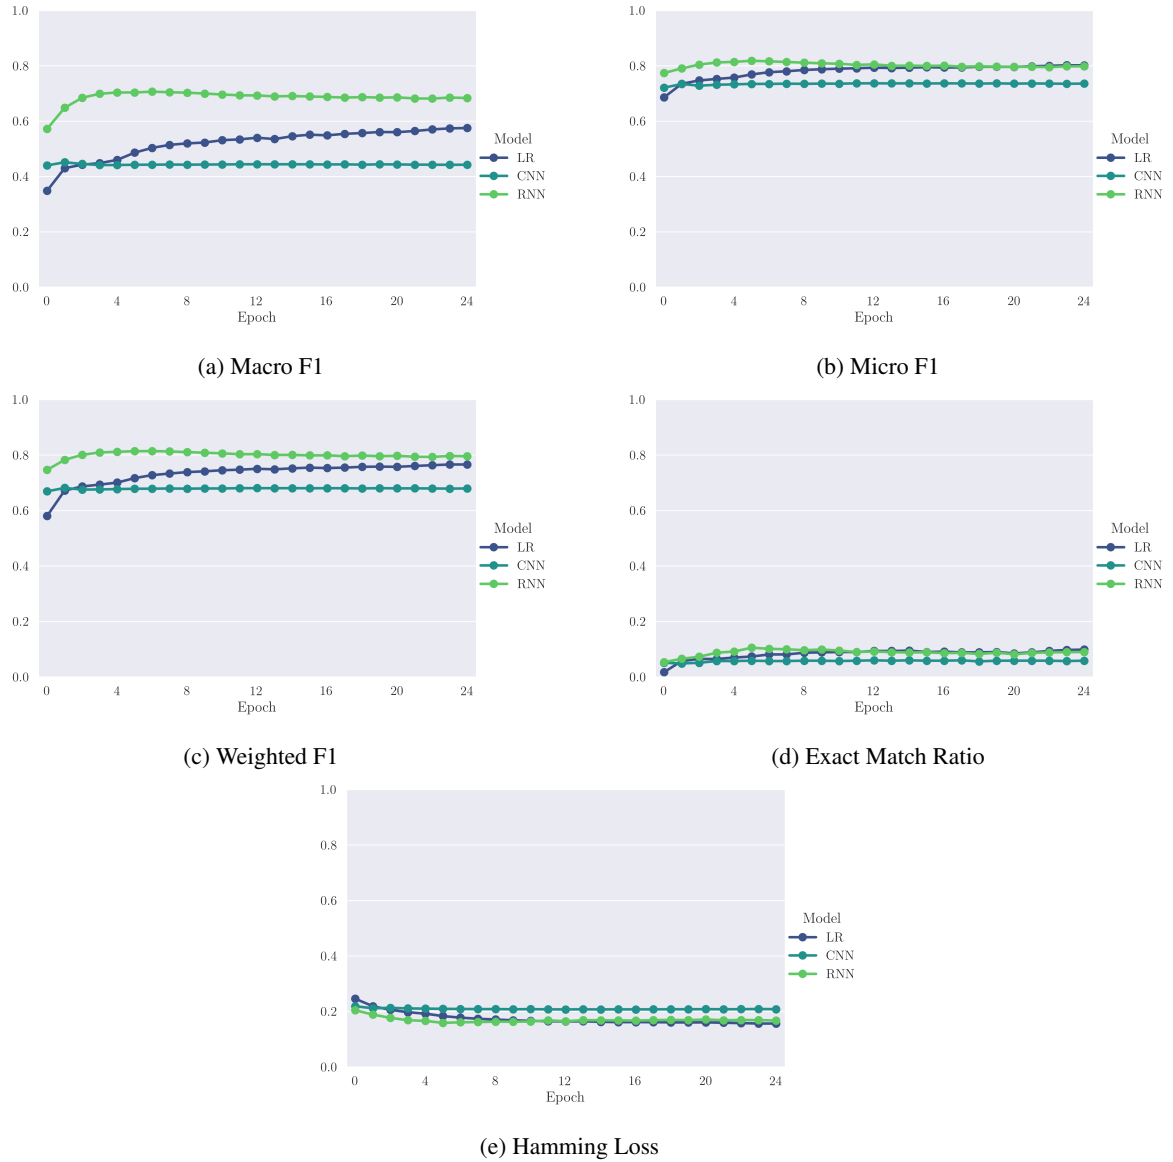 1.0
0.8
0.6
0.4
0.2
0.0
0 4 8 12 16 20 24
Epoch
Model
LR
CNN
RNN
(a) Macro F1
1.0
0.8
0.6
0.4
0.2
0.0
0 4 8 12 16 20 24
Epoch
Model
LR
CNN
RNN
(b) Micro F1
1.0
0.8
0.6
0.4
0.2
0.0
0 4 8 12 16 20 24
Epoch
Model
LR
CNN
RNN
(c) Weighted F1
1.0
0.8
0.6
0.4
0.2
0.0
0 4 8 12 16 20 24
Epoch
Model
LR
CNN
RNN
(d) Exact Match Ratio
1.0
0.8
0.6
0.4
0.2
0.0
0 4 8 12 16 20 24
Epoch
Model
LR
CNN
RNN
(e) Hamming Loss